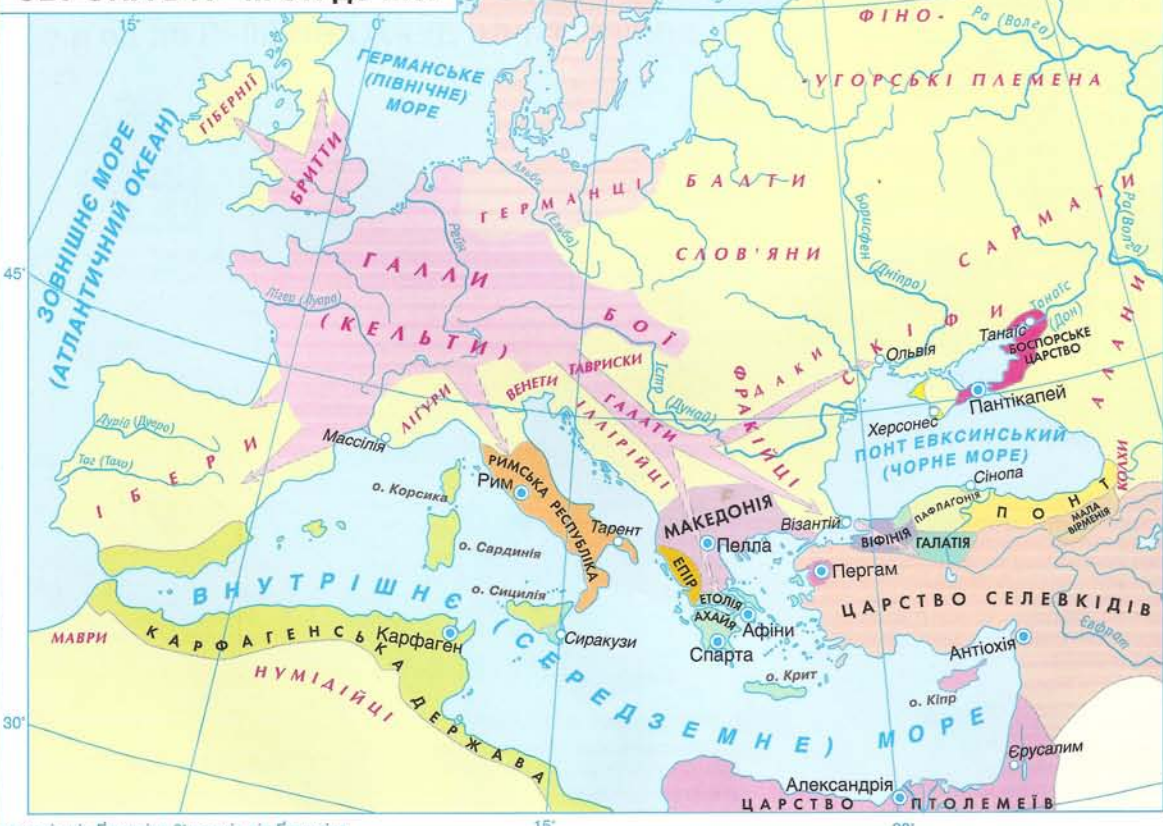 15°
0°
ФІНО-
Ра (Волга)
-УГОРСЬКІ ПЛЕМЕНА
ГЕРМАНСЬКЕ
(ПІВНІЧНЕ)
МОРЕ
ГІБЕРНІЇ
БРИТТИ
ЗОВНІШНЄ МОРЕ
(АТЛАНТИЧНИЙ ОКЕАН)
Альба
(Ельба)
ГЕРМАНЦІ
БАЛТИ
СЛОВ'ЯНИ
Борисфен
(Дніпро)
САРМАТИ
Ра (Волга)
45°
Рейн
ГАЛЛИ
(КЕЛЬТИ)
Лігер (Луара)
БОЇ
ТАВРИСКИ
ВЕНЕТИ
ЛІГУРИ
Істр
(Дунай)
ГАЛАТИ
ІЛЛІРІЙЦІ
ДАКИ
ФРАКІЙЦІ
СКІФИ
Ольвія
Танаїс
Танаїс
(Дон)
БОСПОРСЬКЕ
ЦАРСТВО
АЛАНИ
Пантікапей
Херсонес
ПОНТ ЕВКСИНСЬКИЙ
(ЧОРНЕ МОРЕ)
КОЛХИ
Дурія (Дуеро)
Таг (Тахо)
ІБЕРИ
Массілія
о. Корсика
РИМСЬКА РЕСПУБЛІКА
Рим
Тарент
о. Сардинія
о. Сицилія
Сиракузи
МАКЕДОНІЯ
Пелла
ЕПІР
ЕТОЛІЯ
АХАЙЯ
Афіни
Спарта
о. Крит
Візантій
ВІФІНІЯ
ПАФЛАГОНІЯ
ГАЛАТІЯ
Сінопа
ПОНТ
МАЛА
ВІРМЕНІЯ
Пергам
ЦАРСТВО СЕЛЕВКІДІВ
Євфрат
Антіохія
о. Кіпр
ВНУТРІШНЄ
(СЕРЕДЗЕМНЕ) МОРЕ
МАВРИ
КАРФАГЕНСЬКА ДЕРЖАВА
Карфаген
НУМІДІЙЦІ
30°
Єрусалим
Александрія
ЦАРСТВО ПТОЛЕМЕЇВ
15°